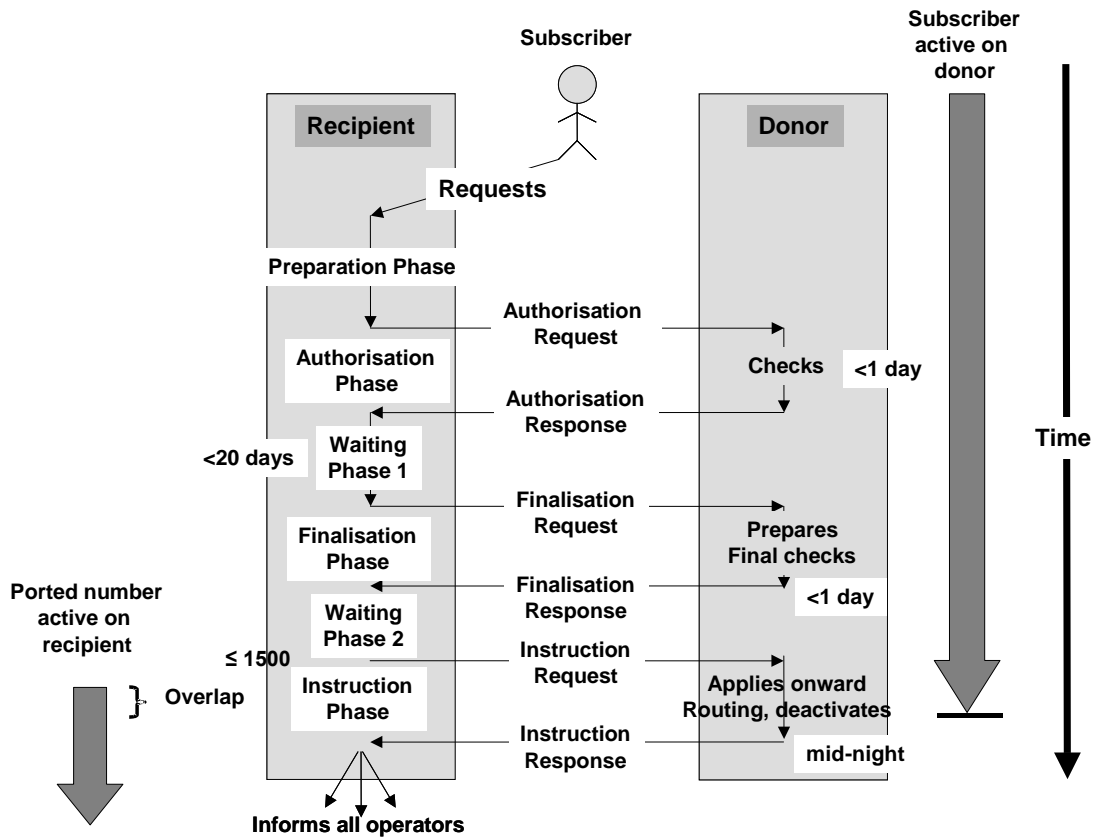 Subscriber
Subscriber
active on
donor
Recipient
Donor
Requests
Preparation Phase
Authorisation
Request
Authorisation
Phase
Checks
<1 day
Authorisation
Response
<20 days
Waiting
Phase 1
Time
Finalisation
Request
Finalisation
Phase
Prepares
Final checks
Finalisation
Response
<1 day
Ported number
active on
recipient
Waiting
Phase 2
≤ 1500
Instruction
Request
Overlap
Instruction
Phase
Applies onward
Routing, deactivates
Instruction
Response
mid-night
Informs all operators